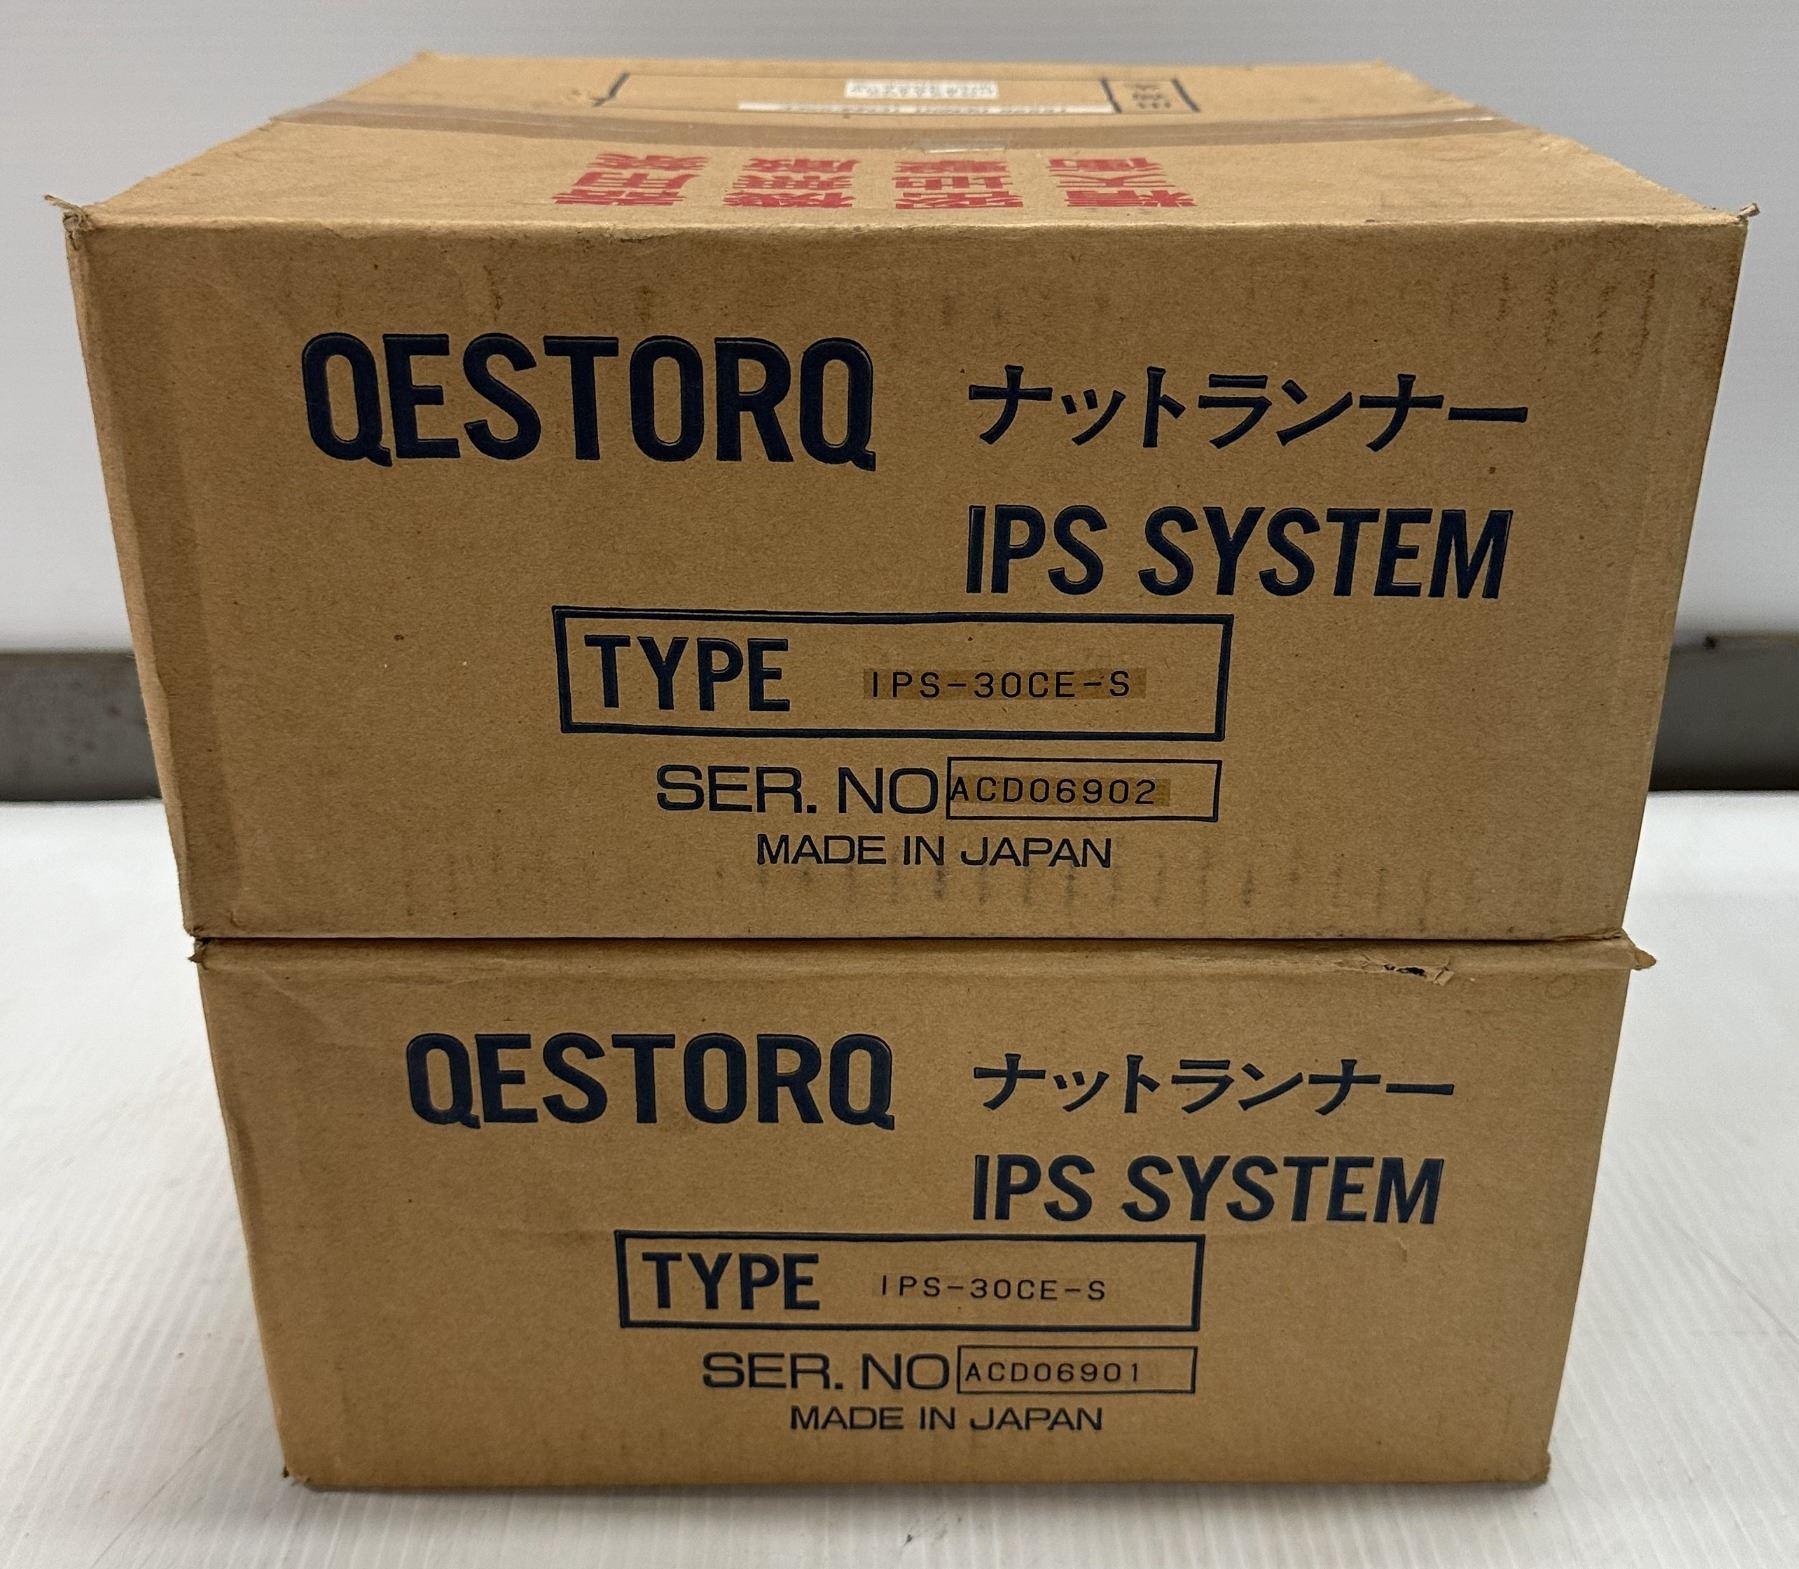 QESTORQ ナットランナー
IPS SYSTEM
TYPE IPS-30CE-S
SER. NO ACD06902
MADE IN JAPAN
QESTORQ ナットランナー
IPS SYSTEM
TYPE IPS-30CE-S
SER. NO ACD06901
MADE IN JAPAN